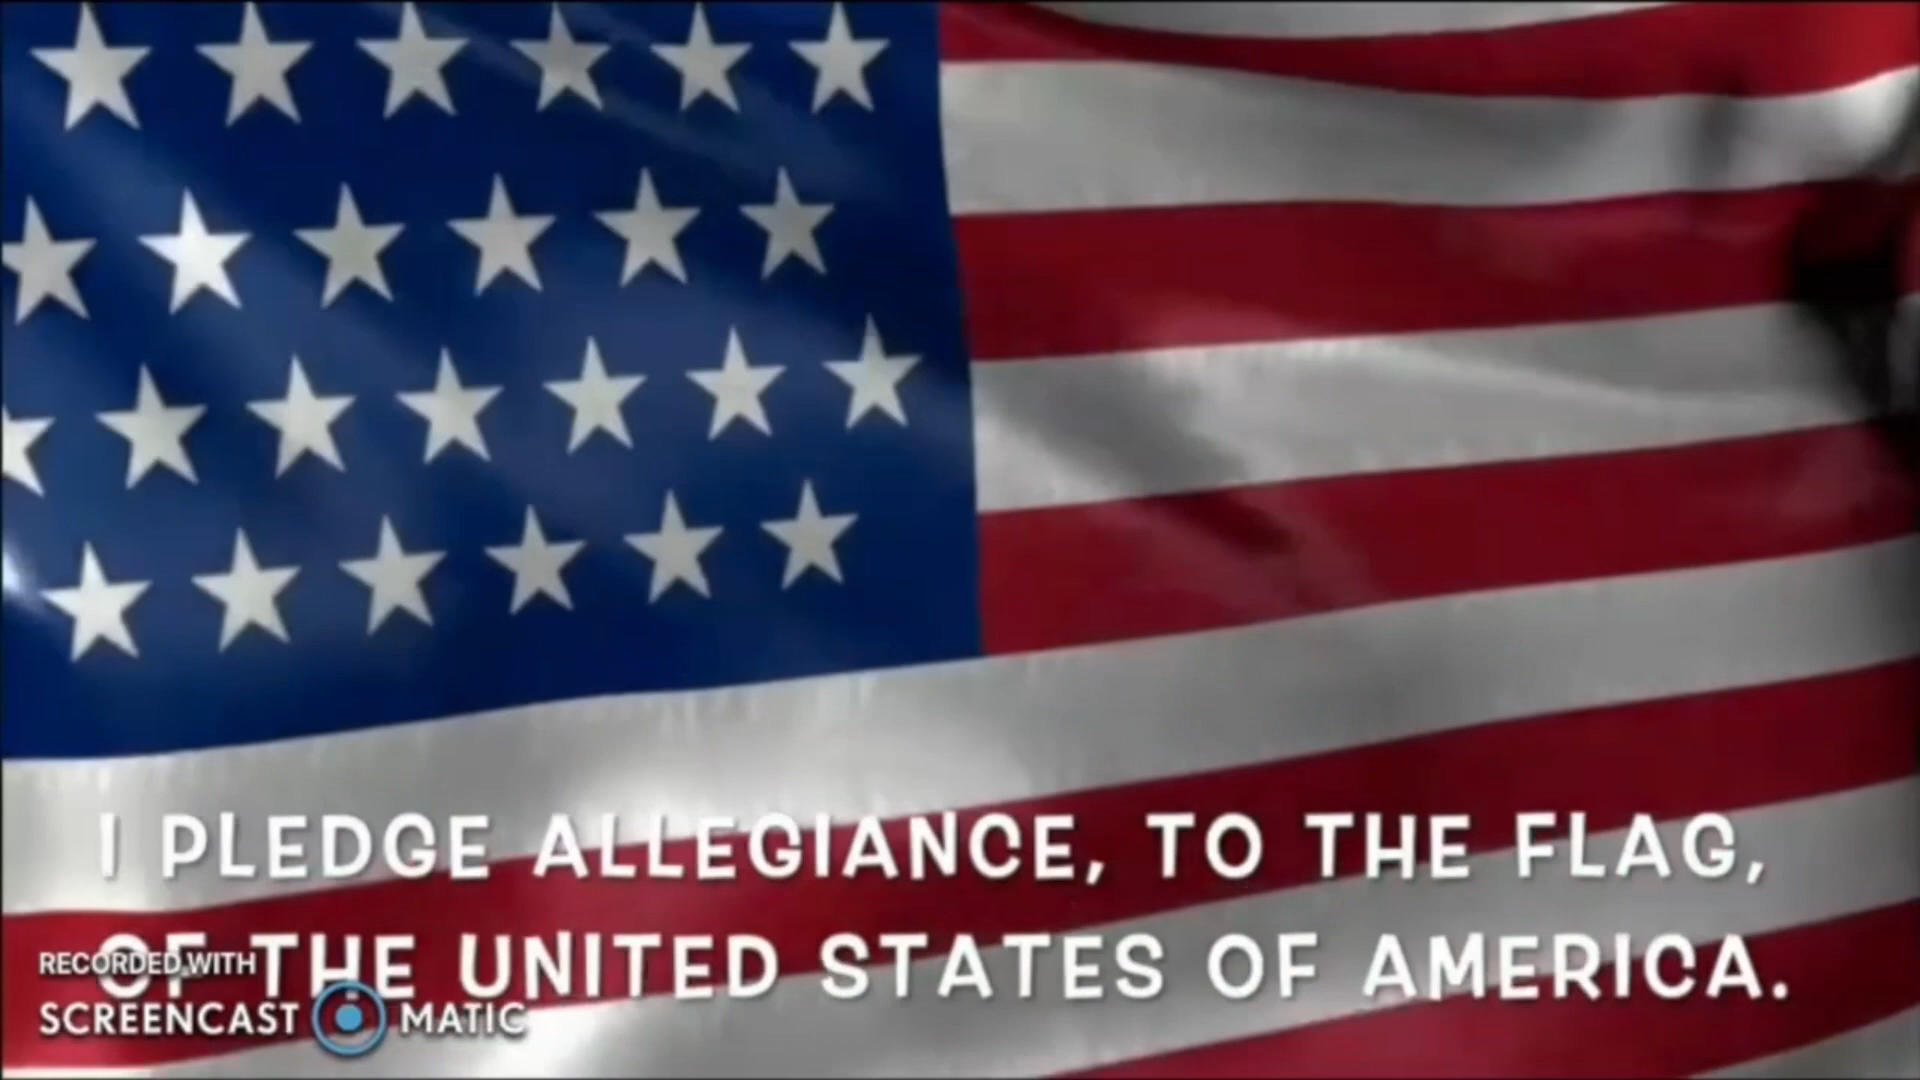 I PLEDGE ALLEGIANCE, TO THE FLAG,
OF THE UNITED STATES OF AMERICA.
RECORDED WITH
SCREENCAST MATIC